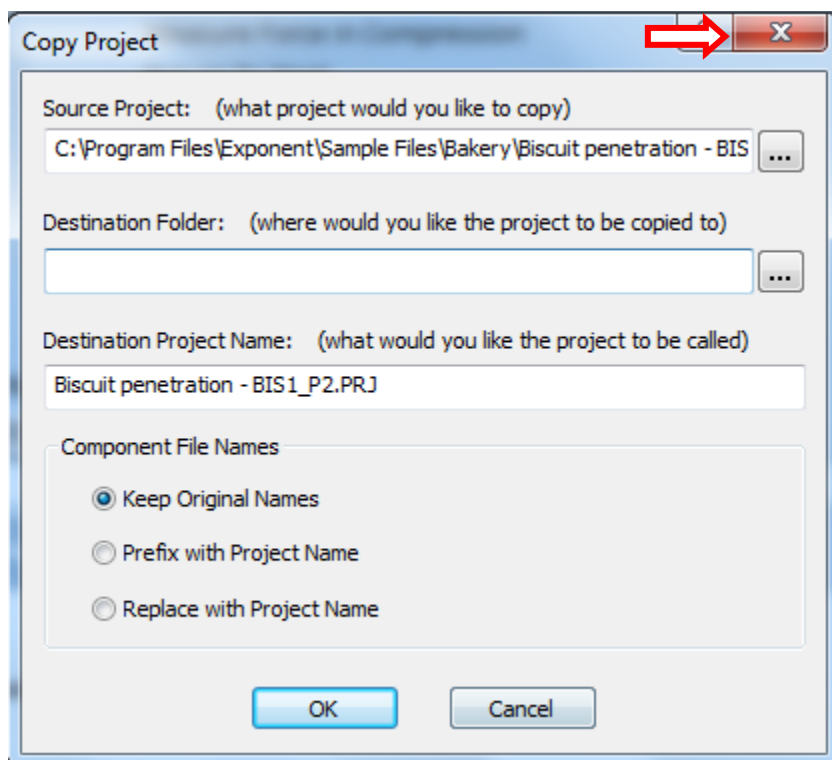 Copy Project
Source Project: (what project would you like to copy)
C:\Program Files\Exponent\Sample Files\Bakery\Biscuit penetration - BIS
...
Destination Folder: (where would you like the project to be copied to)
...
Destination Project Name: (what would you like the project to be called)
Biscuit penetration - BIS1_P2.PRJ
Component File Names
Keep Original Names
Prefix with Project Name
Replace with Project Name
OK Cancel